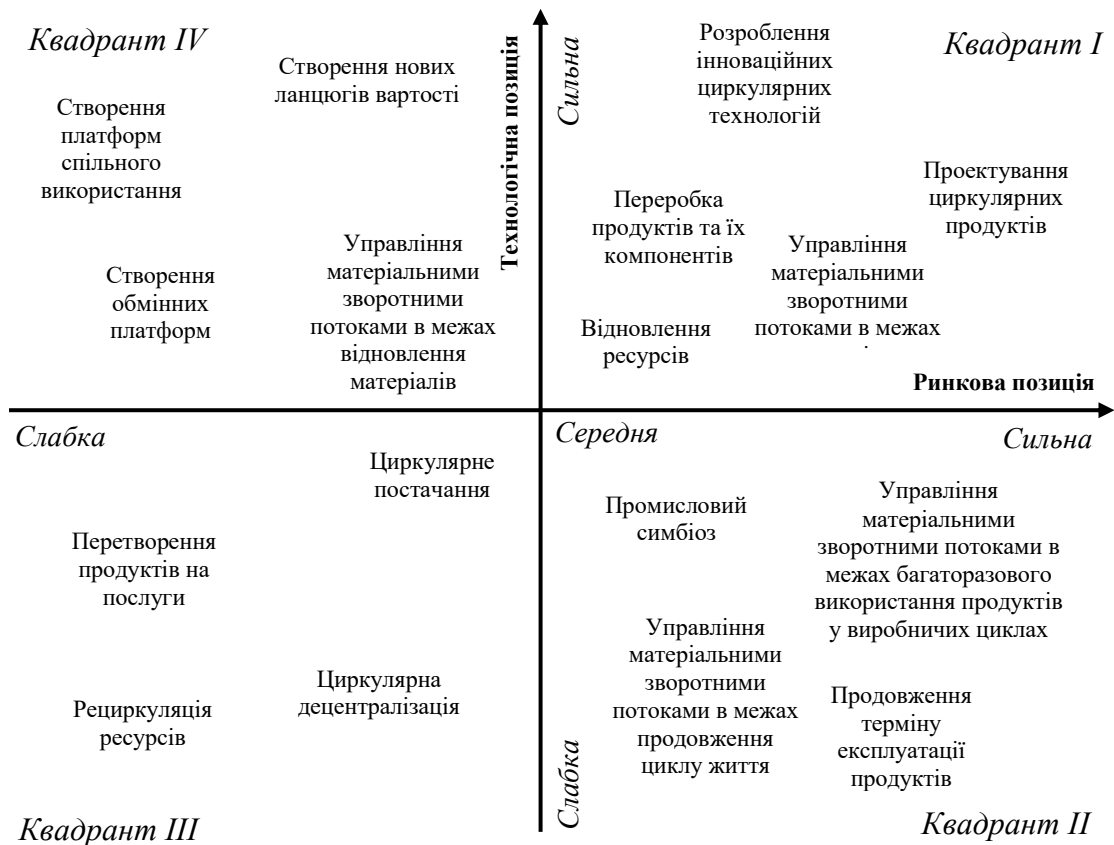 Квадрант IV
Створення нових
ланцюгів вартості
Створення
платформ
спільного
використання
Створення
обмінних
платформ
Управління
матеріальними
зворотними
потоками в межах
відновлення
матеріалів
Технологічна позиція
Сильна
Розроблення
інноваційних
циркулярних
технологій
Квадрант I
Проектування
циркулярних
продуктів
Переробка
продуктів та їх
компонентів
Управління
матеріальними
зворотними
потоками в межах
Відновлення
ресурсів
Ринкова позиція
Слабка
Середня
Сильна
Циркулярне
постачання
Перетворення
продуктів на
послуги
Циркулярна
децентралізація
Рециркуляція
ресурсів
Квадрант III
Промисловий
симбіоз
Управління
матеріальними
зворотними потоками в
межах багаторазового
використання продуктів
у виробничих циклах
Управління
матеріальними
зворотними
потоками в межах
продовження
циклу життя
Продовження
терміну
експлуатації
продуктів
Слабка
Квадрант II